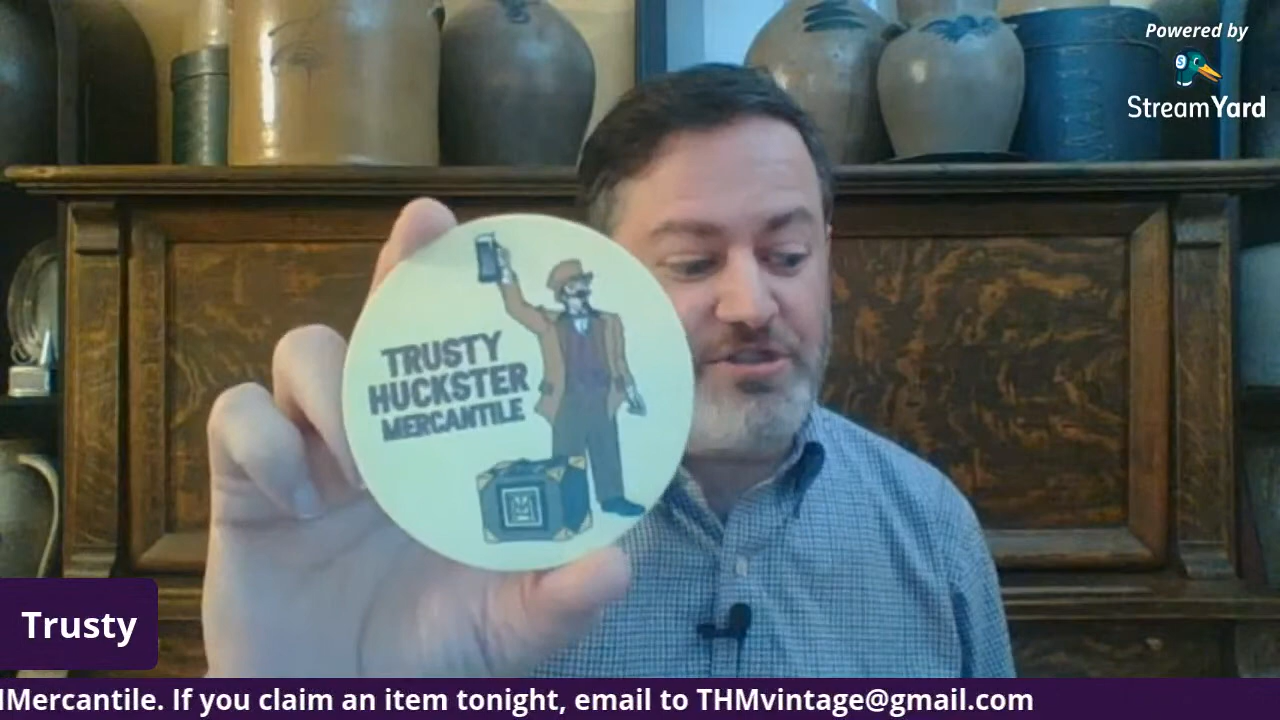 Powered by
StreamYard
TRUSTY
HUCKSTER
MERCANTILE
Trusty
Mercantile. If you claim an item tonight, email to THMvintage@gmail.com